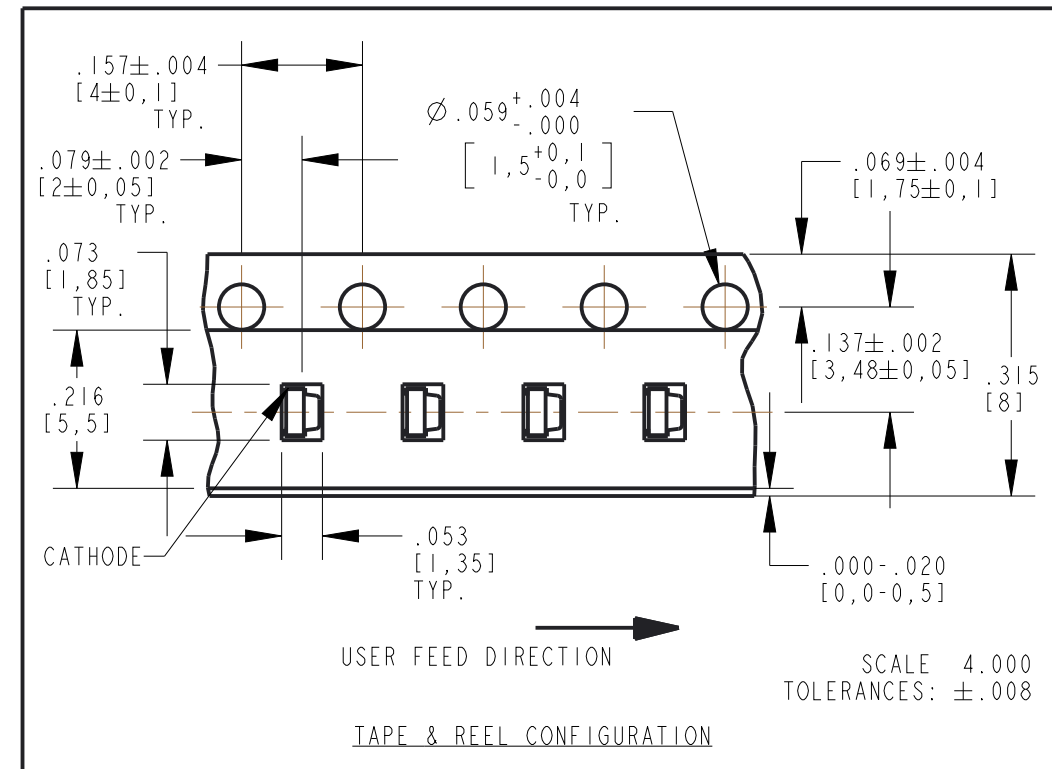 .157±.004
[4±0,1]
TYP.
.079±.002
[2±0,05]
TYP.
.073
[1,85]
TYP.
.216
[5,5]
CATHODE
Ø.059 +.004 -.000
[1,5 +0,1 -0,0]
TYP.
.069±.004
[1,75±0,1]
.137±.002
[3,48±0,05]
.315
[8]
.053
[1,35]
TYP.
.000-.020
[0,0-0,5]
USER FEED DIRECTION
SCALE 4.000
TOLERANCES: ±.008
TAPE & REEL CONFIGURATION